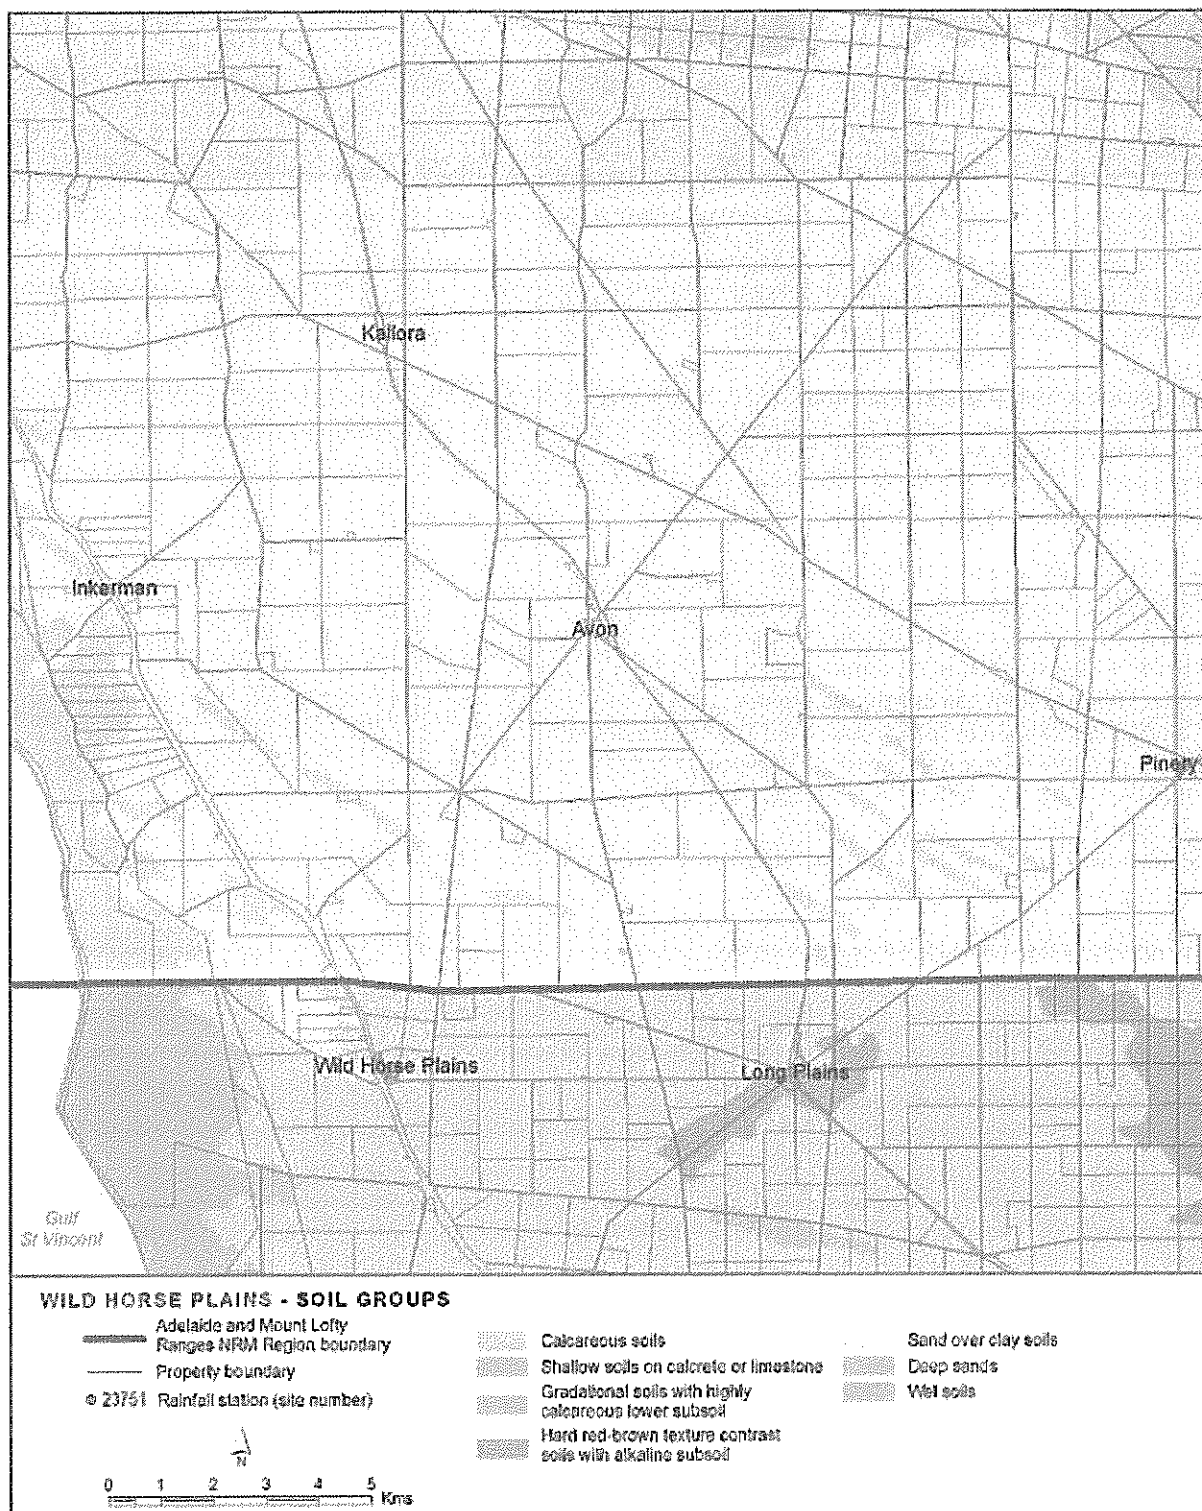 Kallora
Inkerman
Avon
Pinery
Wild Horse Plains
Long Plains
Gulf
St Vincent
WILD HORSE PLAINS - SOIL GROUPS
Adelaide and Mount Lofty
Ranges NRM Region boundary
Property boundary
23751 Rainfall station (site number)
N
0 1 2 3 4 5
Kms
Calcareous soils
Shallow soils on calcrete or limestone
Gradational soils with highly
calcareous lower subsoil
Hard red-brown texture contrast
soils with alkaline subsoil
Sand over clay soils
Deep sands
Wet soils